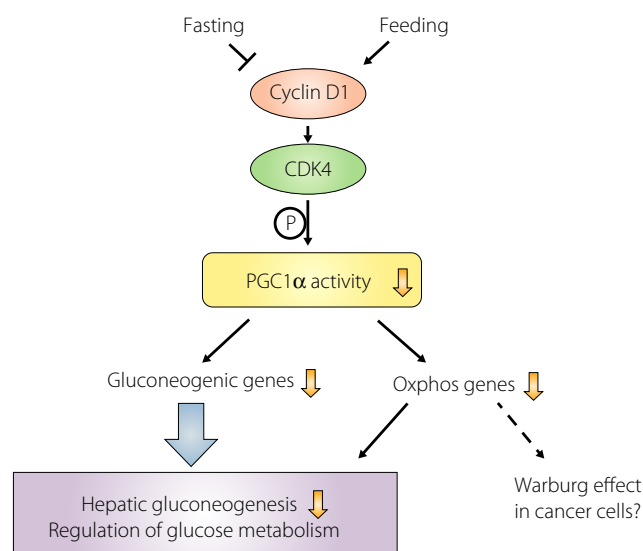 Fasting
Feeding
Cyclin D1
CDK4
P
PGC1α activity
Gluconeogenic genes
Oxphos genes
Hepatic gluconeogenesis
Regulation of glucose metabolism
Warburg effect
in cancer cells?